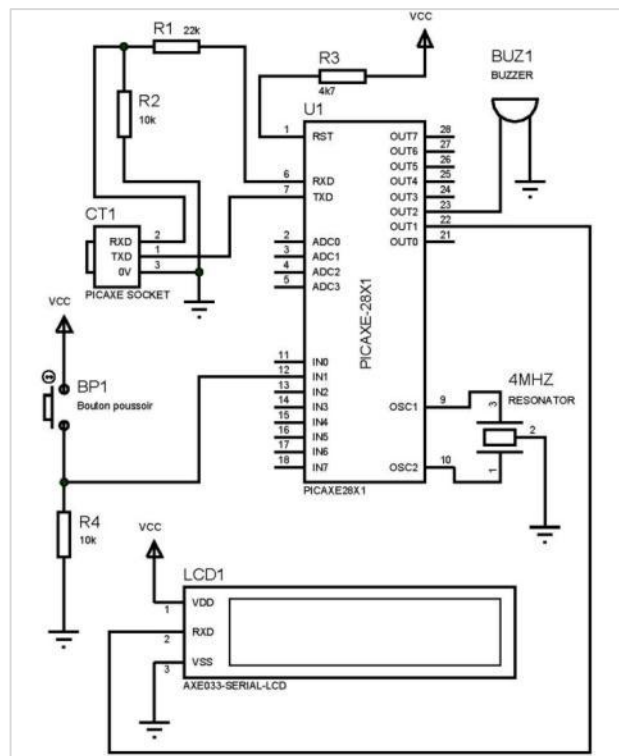 R1 22k
R2
10k
R3
4k7
VCC
BUZ1
BUZZER
U1
1 RST
6 RXD
7 TXD
2 ADC0
3 ADC1
4 ADC2
5 ADC3
11 IN0
12 IN1
13 IN2
14 IN3
15 IN4
16 IN5
17 IN6
18 IN7
OUT7 28
OUT6 27
OUT5 26
OUT4 25
OUT3 24
OUT2 23
OUT1 22
OUT0 21
OSC1 9
OSC2 10
PICAXE-28X1
PICAXE28X1
CT1
RXD 2
TXD 1
0V 3
PICAXE SOCKET
VCC
BP1
Bouton poussoir
R4
10k
4MHZ
RESONATOR
3
2
1
VCC
LCD1
1 VDD
2 RXD
3 VSS
AXE033-SERIAL-LCD